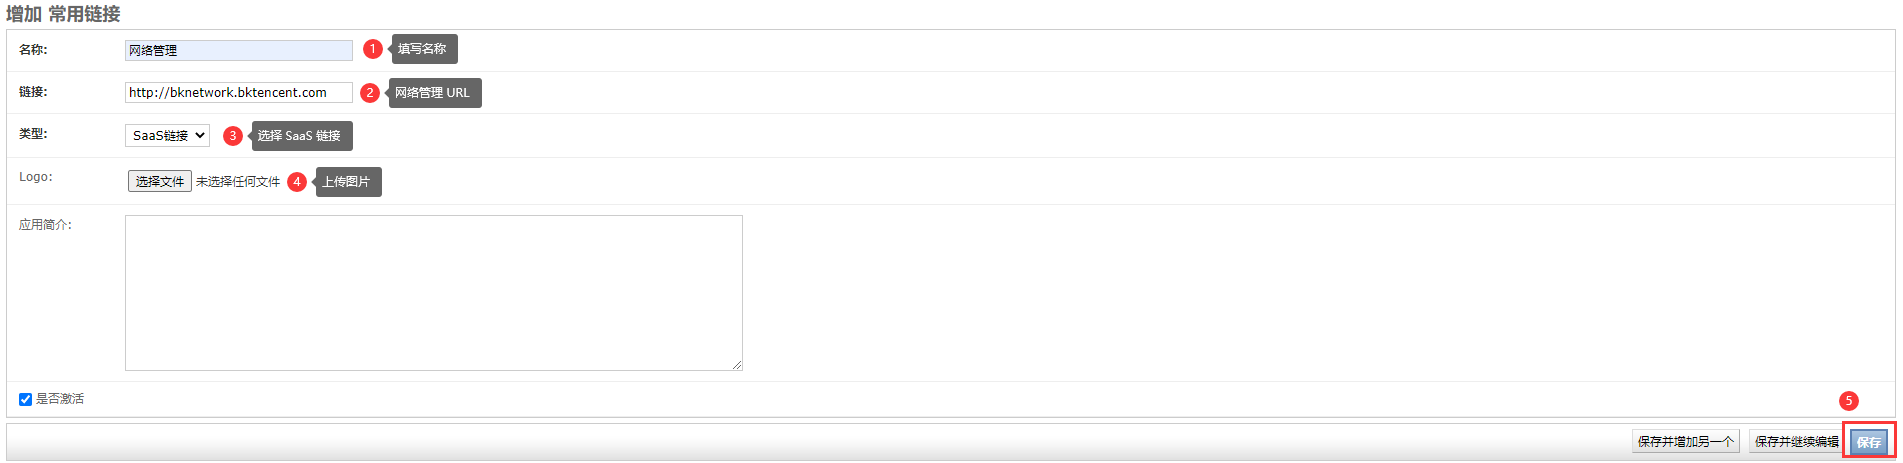 增加 常用链接
名称: 网络管理 1 填写名称
链接: http://bknetwork.bktencent.com 2 网络管理 URL
类型: SaaS链接 3 选择 SaaS 链接
Logo: 选择文件 未选择任何文件 4 上传图片
应用简介:
是否激活
5
保存并增加另一个 保存并继续编辑 保存